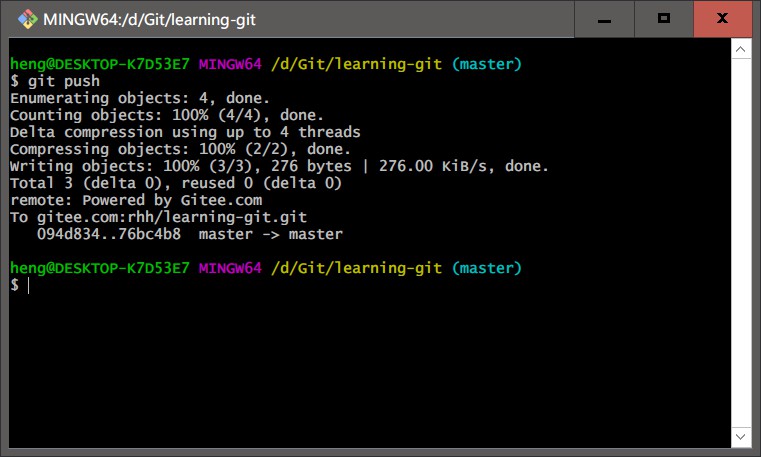 MINGW64:/d/Git/learning-git
heng@DESKTOP-K7D53E7 MINGW64 /d/Git/learning-git (master)
$ git push
Enumerating objects: 4, done.
Counting objects: 100% (4/4), done.
Delta compression using up to 4 threads
Compressing objects: 100% (2/2), done.
Writing objects: 100% (3/3), 276 bytes | 276.00 KiB/s, done.
Total 3 (delta 0), reused 0 (delta 0)
remote: Powered by Gitee.com
To gitee.com:rhh/learning-git.git
   094d834..76bc4b8  master -> master
heng@DESKTOP-K7D53E7 MINGW64 /d/Git/learning-git (master)
$